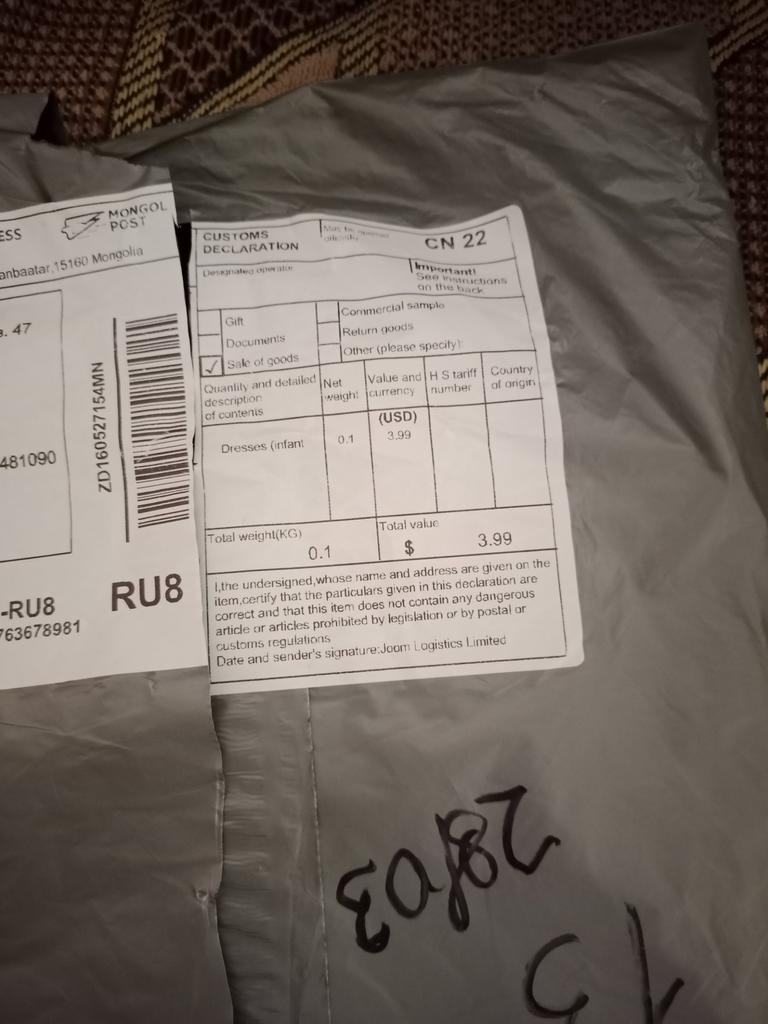 ESS
MONGOL
POST
anbaatar,15160 Mongolia
. 47
481090
ZD160527154MN
-RU8
RU8
763678981
CUSTOMS
DECLARATION
May be opened
officially
CN 22
Designated operator
Important!
See instructions
on the back
Gift
Commercial sample
Documents
Return goods
✓ Sale of goods
Other (please specify):
Quantity and detailed
description
of contents
Net
weight
Value and
currency
H S tariff
number
Country
of origin
(USD)
Dresses (infant
0.1
3.99
Total weight(KG)
0.1
Total value
$ 3.99
I,the undersigned,whose name and address are given on the
item,certify that the particulars given in this declaration are
correct and that this item does not contain any dangerous
article or articles prohibited by legislation or by postal or
customs regulations
Date and sender's signature:Joom Logistics Limited
28/03